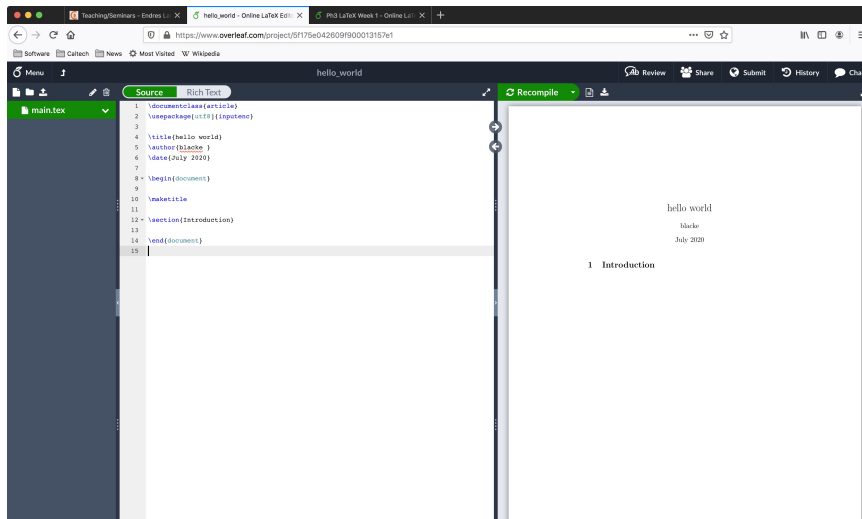 Teaching/Seminars - Endres La
hello_world - Online LaTeX Edit
Ph3 LaTeX Week 1 - Online LaT
https://www.overleaf.com/project/5f175e042609f900013157e1
Software Caltech News Most Visited Wikipedia
Menu hello_world Review Share Submit History Cha
main.tex
Source Rich Text
Recompile
1 \documentclass{article}
2 \usepackage[utf8]{inputenc}
3
4 \title{hello world}
5 \author{blacke }
6 \date{July 2020}
7
8 \begin{document}
9
10 \maketitle
11
12 \section{Introduction}
13
14 \end{document}
15
hello world
blacke
July 2020
1 Introduction